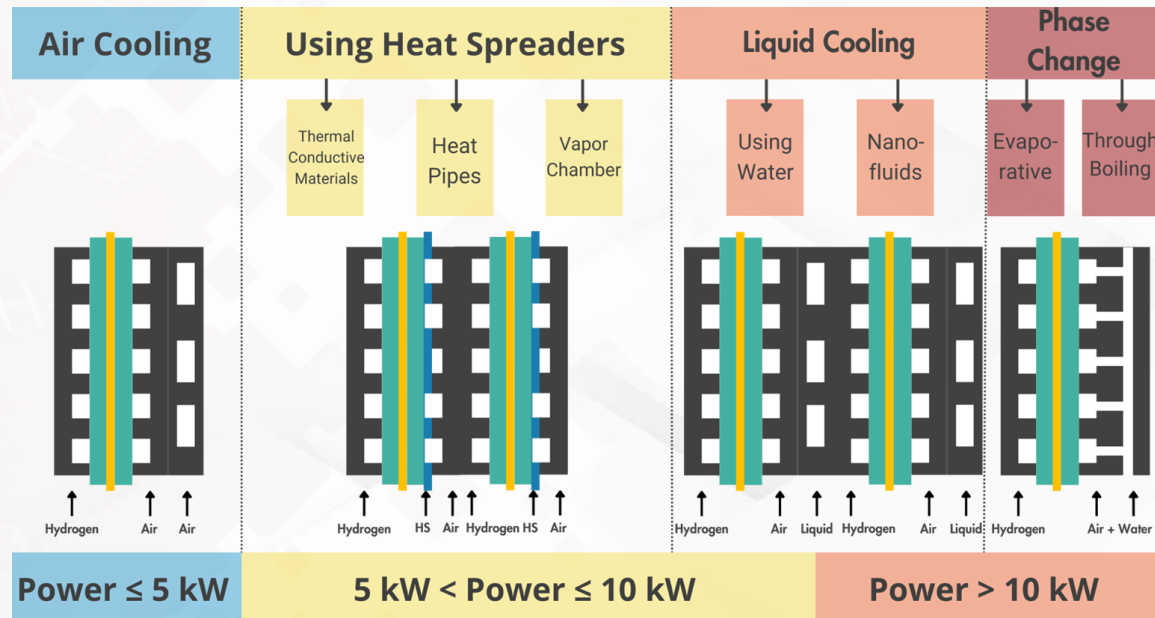 Air Cooling
Using Heat Spreaders
Liquid Cooling
Phase
Change
Thermal
Conductive
Materials
Heat
Pipes
Vapor
Chamber
Using
Water
Nano-
fluids
Evapo-
rative
Through
Boiling
Hydrogen
Air
Air
Hydrogen
HS
Air
Hydrogen
HS
Air
Hydrogen
Air
Liquid
Hydrogen
Air
Liquid
Hydrogen
Air + Water
Power ≤ 5 kW
5 kW < Power ≤ 10 kW
Power > 10 kW